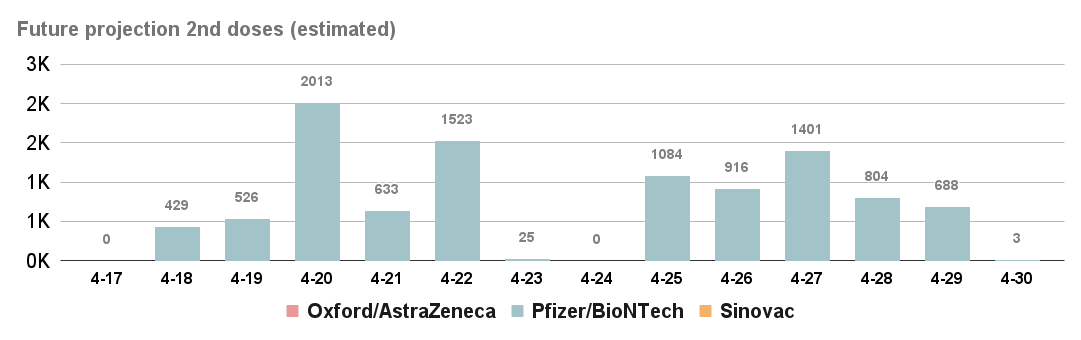 Future projection 2nd doses (estimated)
3K
2013
2K
1523
1401
2K
1084
916
804
1K
633
688
526
429
1K
0
25
0
3
0K
4-17 4-18 4-19 4-20 4-21 4-22 4-23 4-24 4-25 4-26 4-27 4-28 4-29 4-30
Oxford/AstraZeneca Pfizer/BioNTech Sinovac